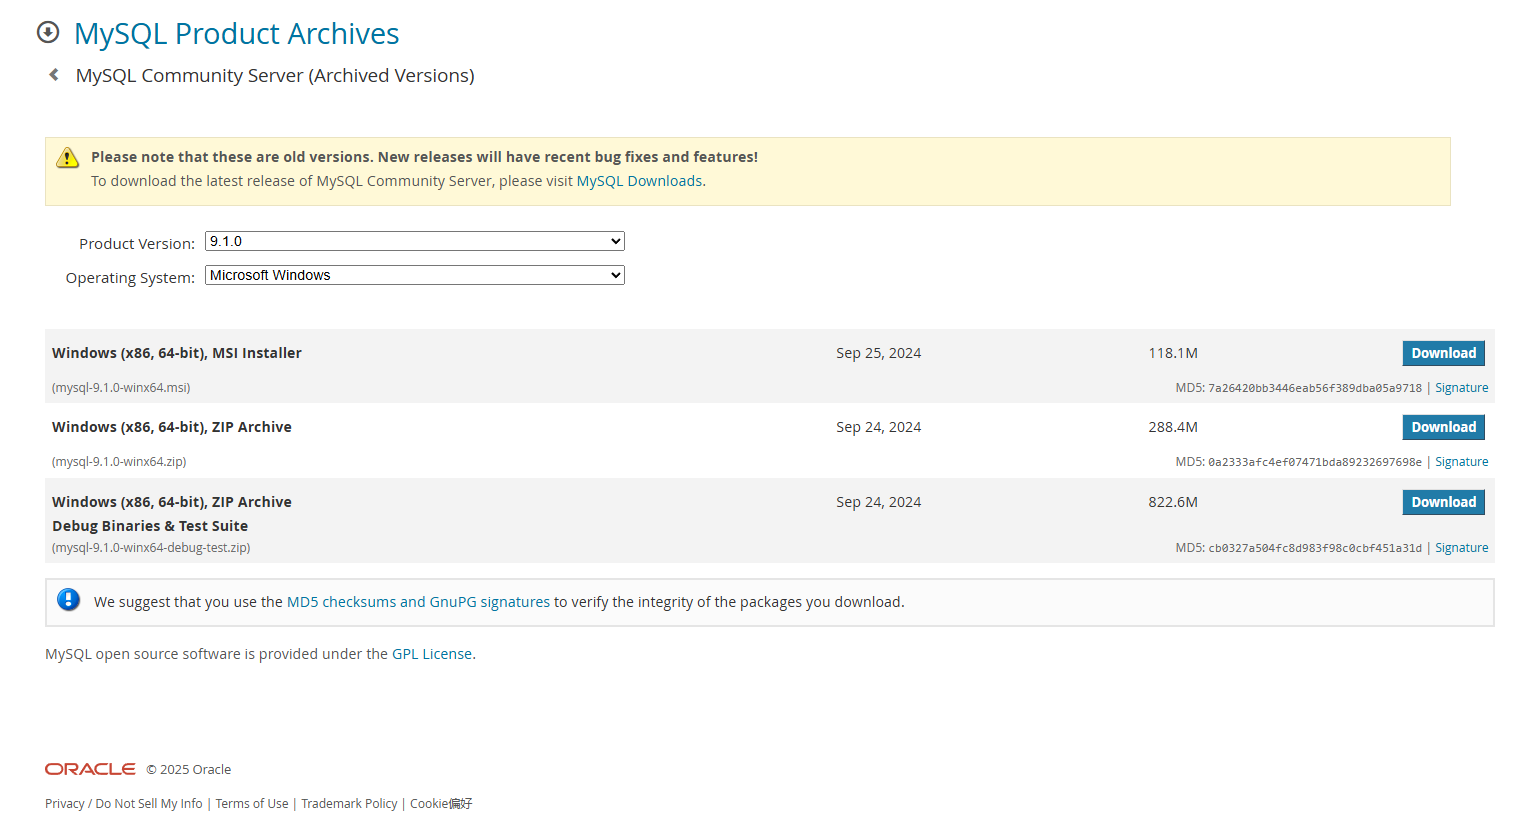 MySQL Product Archives
MySQL Community Server (Archived Versions)
Please note that these are old versions. New releases will have recent bug fixes and features!
To download the latest release of MySQL Community Server, please visit MySQL Downloads.
Product Version: 9.1.0
Operating System: Microsoft Windows
Windows (x86, 64-bit), MSI Installer Sep 25, 2024 118.1M Download
(mysql-9.1.0-winx64.msi) MD5: 7a26420bb3446eab56f389dba05a9718 | Signature
Windows (x86, 64-bit), ZIP Archive Sep 24, 2024 288.4M Download
(mysql-9.1.0-winx64.zip) MD5: 0a2333afc4ef07471bda89232697698e | Signature
Windows (x86, 64-bit), ZIP Archive Sep 24, 2024 822.6M Download
Debug Binaries & Test Suite
(mysql-9.1.0-winx64-debug-test.zip) MD5: cb0327a504fc8d983f98c0cbf451a31d | Signature
We suggest that you use the MD5 checksums and GnuPG signatures to verify the integrity of the packages you download.
MySQL open source software is provided under the GPL License.
ORACLE © 2025 Oracle
Privacy / Do Not Sell My Info | Terms of Use | Trademark Policy | Cookie偏好